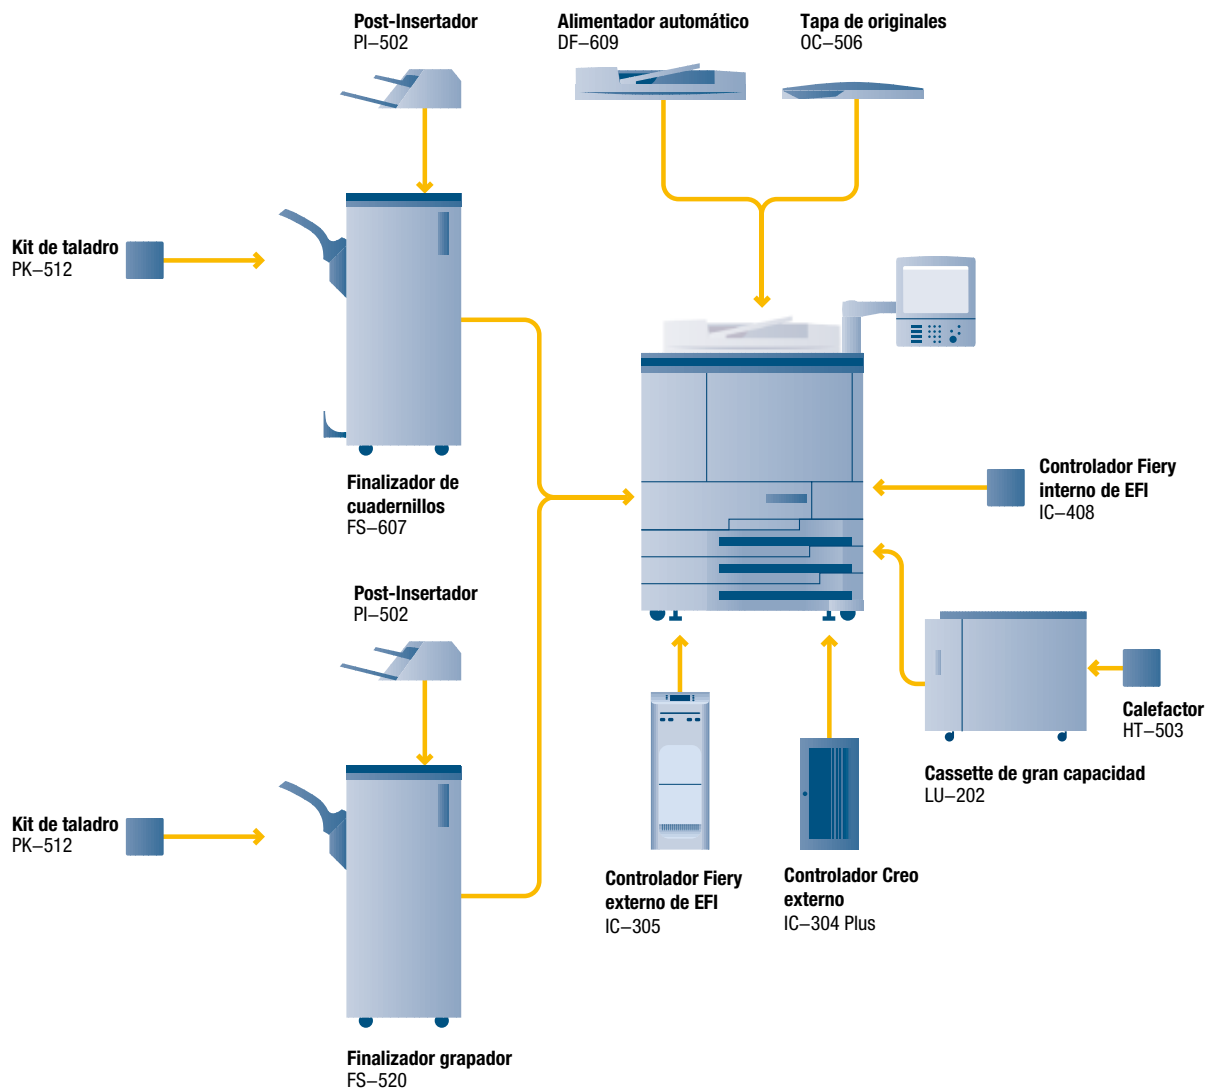 Post-Insertador
PI–502
Alimentador automático
DF–609
Tapa de originales
OC–506
Kit de taladro
PK–512
Finalizador de
cuadernillos
FS–607
Controlador Fiery
interno de EFI
IC–408
Post-Insertador
PI–502
Calefactor
HT–503
Cassette de gran capacidad
LU–202
Kit de taladro
PK–512
Controlador Fiery
externo de EFI
IC–305
Controlador Creo
externo
IC–304 Plus
Finalizador grapador
FS–520